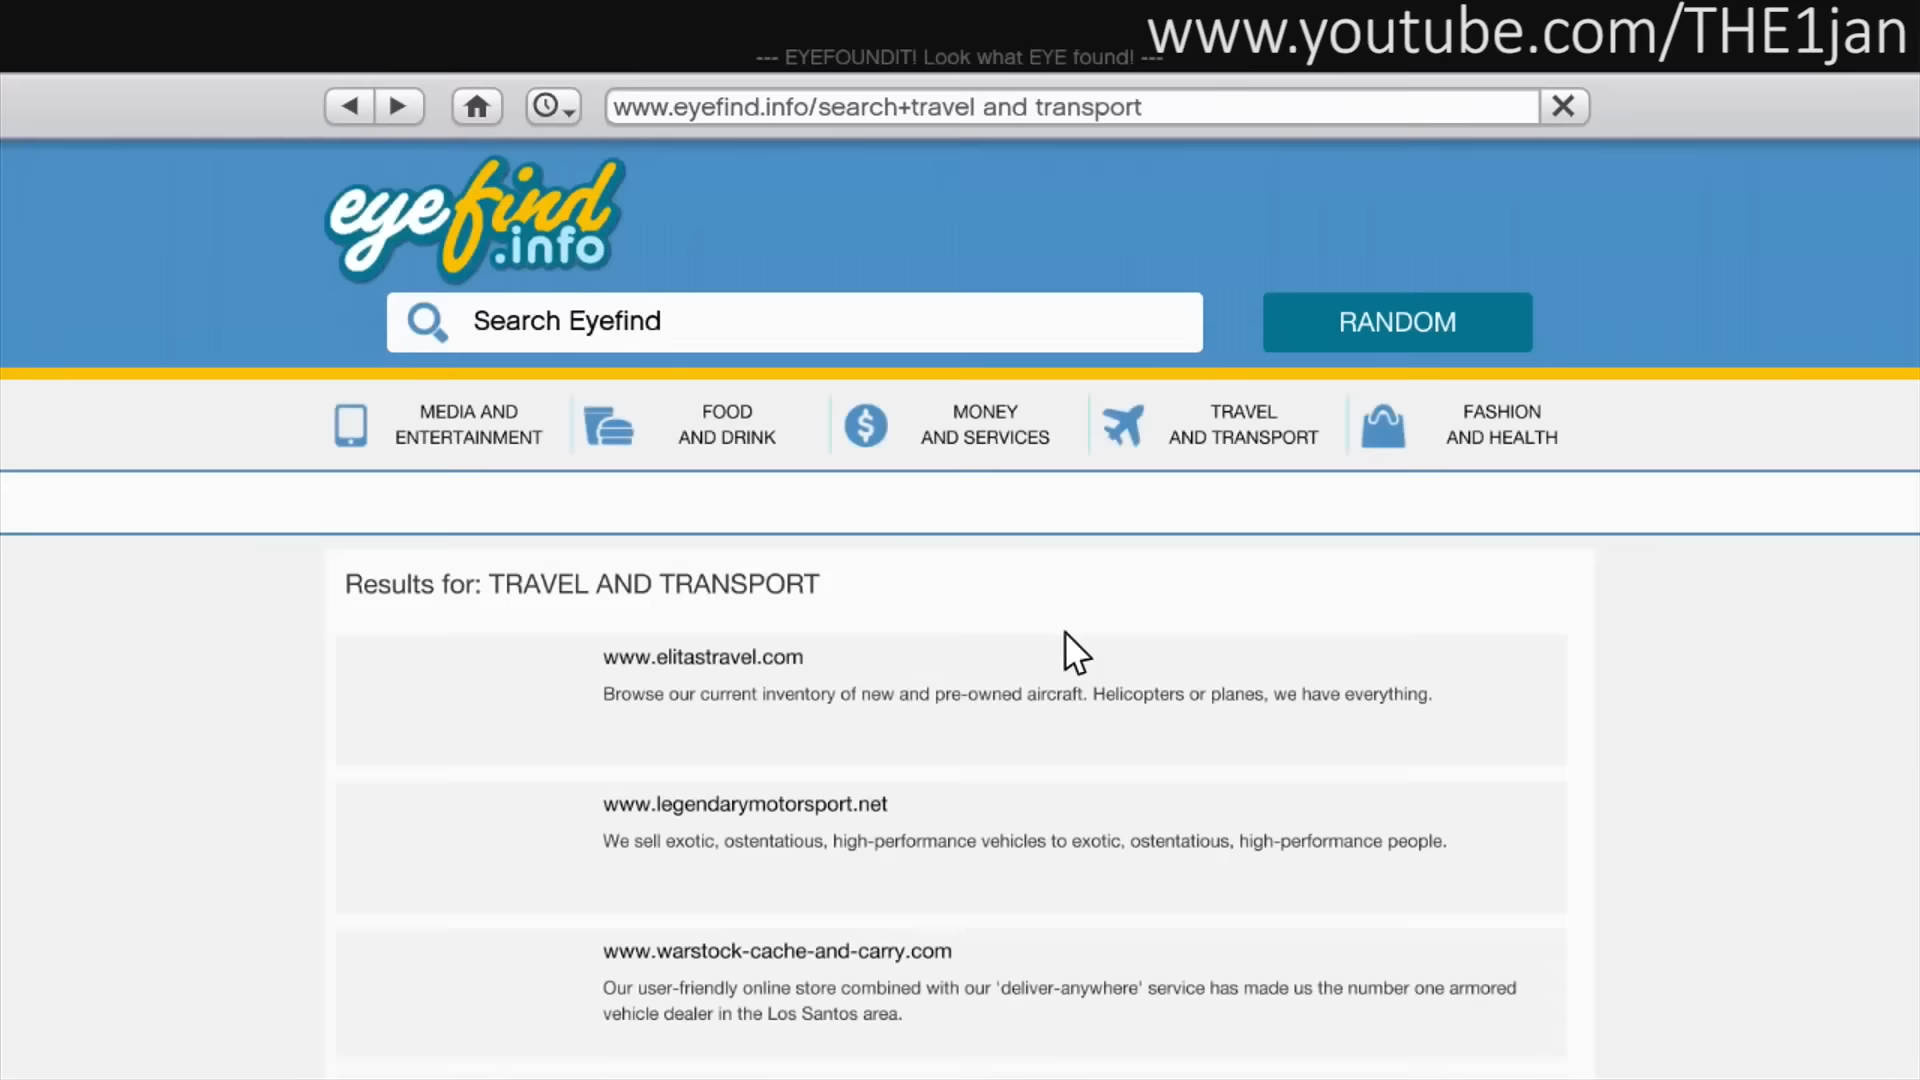 www.youtube.com/THE1jan
--- EYEFOUNDIT! Look what EYE found! ---
www.eyefind.info/search+travel and transport
eyefind
.info
Search Eyefind
RANDOM
MEDIA AND
ENTERTAINMENT
FOOD
AND DRINK
MONEY
AND SERVICES
TRAVEL
AND TRANSPORT
FASHION
AND HEALTH
Results for: TRAVEL AND TRANSPORT
www.elitastravel.com
Browse our current inventory of new and pre-owned aircraft. Helicopters or planes, we have everything.
www.legendarymotorsport.net
We sell exotic, ostentatious, high-performance vehicles to exotic, ostentatious, high-performance people.
www.warstock-cache-and-carry.com
Our user-friendly online store combined with our 'deliver-anywhere' service has made us the number one armored
vehicle dealer in the Los Santos area.